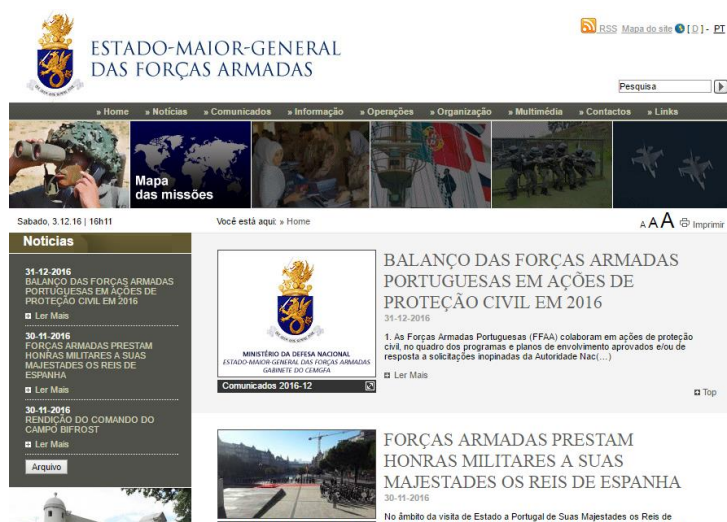 RSS Mapa do site [ D ] - PT
ESTADO-MAIOR-GENERAL
DAS FORÇAS ARMADAS
Pesquisa
» Home » Notícias » Comunicados » Informação » Operações » Organização » Multimédia » Contactos » Links
Mapa
das missões
Sabado, 3.12.16 | 16h11
Você está aqui: » Home
A A A Imprimir
Noticias
31-12-2016
BALANÇO DAS FORÇAS ARMADAS
PORTUGUESAS EM AÇÕES DE
PROTEÇÃO CIVIL EM 2016
Ler Mais
30-11-2016
FORÇAS ARMADAS PRESTAM
HONRAS MILITARES A SUAS
MAJESTADES OS REIS DE
ESPANHA
Ler Mais
30-11-2016
RENDIÇÃO DO COMANDO DO
CAMPO BIFROST
Ler Mais
Arquivo
MINISTÉRIO DA DEFESA NACIONAL
ESTADO-MAIOR-GENERAL DAS FORÇAS ARMADAS
GABINETE DO CEMGFA
Comunicados 2016-12
BALANÇO DAS FORÇAS ARMADAS
PORTUGUESAS EM AÇÕES DE
PROTEÇÃO CIVIL EM 2016
31-12-2016
1. As Forças Armadas Portuguesas (FFAA) colaboram em ações de proteção
civil, no quadro dos programas e planos de envolvimento aprovados e/ou de
resposta a solicitações inopinadas da Autoridade Nac(...)
Ler Mais
Top
FORÇAS ARMADAS PRESTAM
HONRAS MILITARES A SUAS
MAJESTADES OS REIS DE ESPANHA
30-11-2016
No âmbito da visita de Estado a Portugal de Suas Majestades os Reis de